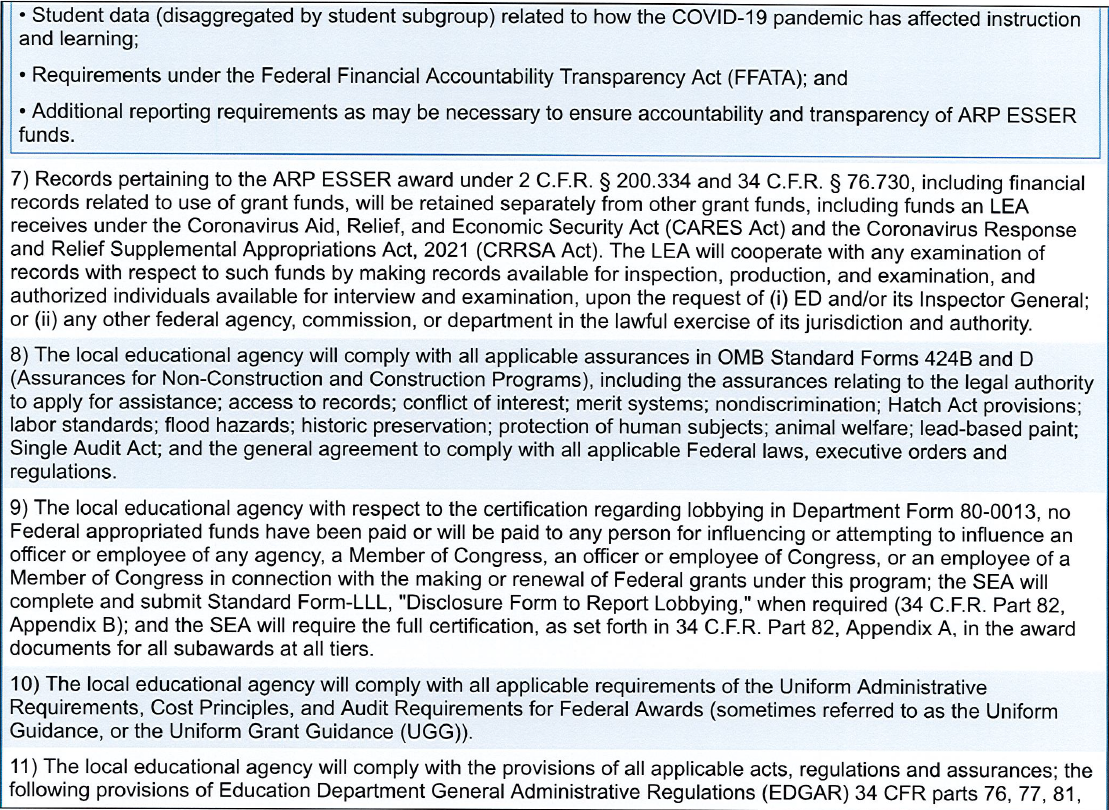 • Student data (disaggregated by student subgroup) related to how the COVID-19 pandemic has affected instruction
and learning;
• Requirements under the Federal Financial Accountability Transparency Act (FFATA); and
• Additional reporting requirements as may be necessary to ensure accountability and transparency of ARP ESSER
funds.
7) Records pertaining to the ARP ESSER award under 2 C.F.R. § 200.334 and 34 C.F.R. § 76.730, including financial
records related to use of grant funds, will be retained separately from other grant funds, including funds an LEA
receives under the Coronavirus Aid, Relief, and Economic Security Act (CARES Act) and the Coronavirus Response
and Relief Supplemental Appropriations Act, 2021 (CRRSA Act). The LEA will cooperate with any examination of
records with respect to such funds by making records available for inspection, production, and examination, and
authorized individuals available for interview and examination, upon the request of (i) ED and/or its Inspector General;
or (ii) any other federal agency, commission, or department in the lawful exercise of its jurisdiction and authority.
8) The local educational agency will comply with all applicable assurances in OMB Standard Forms 424B and D
(Assurances for Non-Construction and Construction Programs), including the assurances relating to the legal authority
to apply for assistance; access to records; conflict of interest; merit systems; nondiscrimination; Hatch Act provisions;
labor standards; flood hazards; historic preservation; protection of human subjects; animal welfare; lead-based paint;
Single Audit Act; and the general agreement to comply with all applicable Federal laws, executive orders and
regulations.
9) The local educational agency with respect to the certification regarding lobbying in Department Form 80-0013, no
Federal appropriated funds have been paid or will be paid to any person for influencing or attempting to influence an
officer or employee of any agency, a Member of Congress, an officer or employee of Congress, or an employee of a
Member of Congress in connection with the making or renewal of Federal grants under this program; the SEA will
complete and submit Standard Form-LLL, "Disclosure Form to Report Lobbying," when required (34 C.F.R. Part 82,
Appendix B); and the SEA will require the full certification, as set forth in 34 C.F.R. Part 82, Appendix A, in the award
documents for all subawards at all tiers.
10) The local educational agency will comply with all applicable requirements of the Uniform Administrative
Requirements, Cost Principles, and Audit Requirements for Federal Awards (sometimes referred to as the Uniform
Guidance, or the Uniform Grant Guidance (UGG)).
11) The local educational agency will comply with the provisions of all applicable acts, regulations and assurances; the
following provisions of Education Department General Administrative Regulations (EDGAR) 34 CFR parts 76, 77, 81,